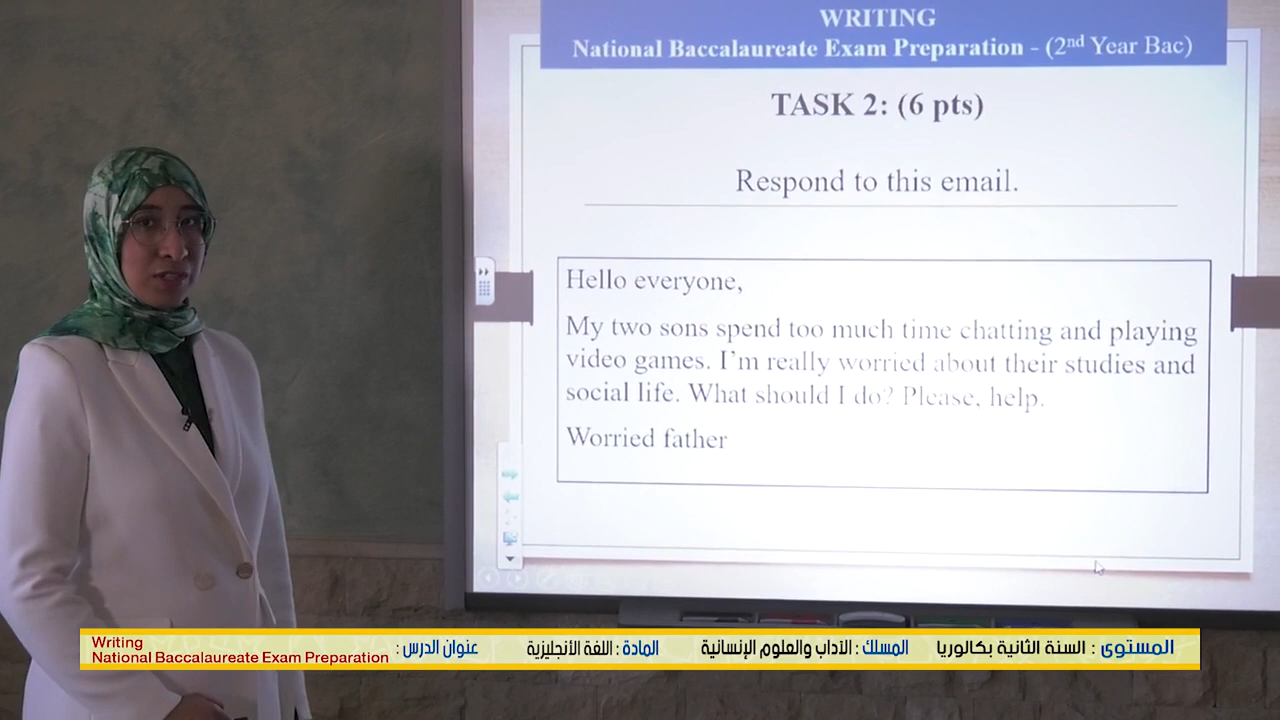 WRITING
National Baccalaureate Exam Preparation - (2nd Year Bac)
TASK 2: (6 pts)
Respond to this email.
Hello everyone,
My two sons spend too much time chatting and playing
video games. I'm really worried about their studies and
social life. What should I do? Please, help.
Worried father
المستوى : السنة الثانية بكالوريا المسلك : الآداب والعلوم الإنسانية المادة : اللغة الأنجليزية عنوان الدرس :
Writing
National Baccalaureate Exam Preparation